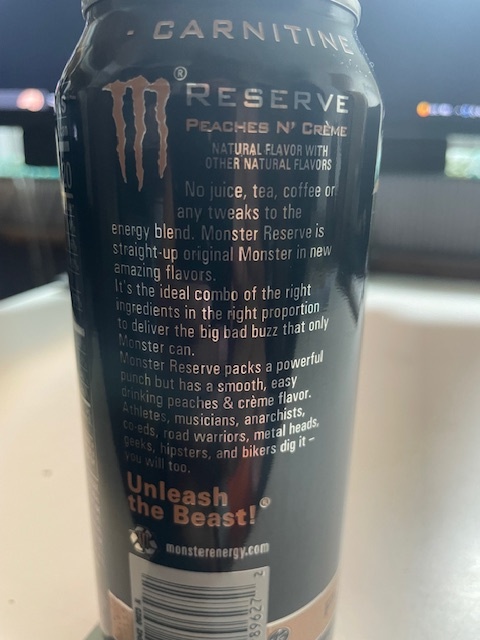 - CARNITINE
® RESERVE
PEACHES N' CRÈME
NATURAL FLAVOR WITH
OTHER NATURAL FLAVORS
No juice, tea, coffee or
any tweaks to the
energy blend. Monster Reserve is
straight-up original Monster in new
amazing flavors.
It's the ideal combo of the right
ingredients in the right proportion
to deliver the big bad buzz that only
Monster can.
Monster Reserve packs a powerful
punch but has a smooth, easy
drinking peaches & crème flavor.
Athletes, musicians, anarchists,
co-eds, road warriors, metal heads,
geeks, hipsters, and bikers dig it –
you will too.
Unleash
the Beast!®
monsterenergy.com
89627 2